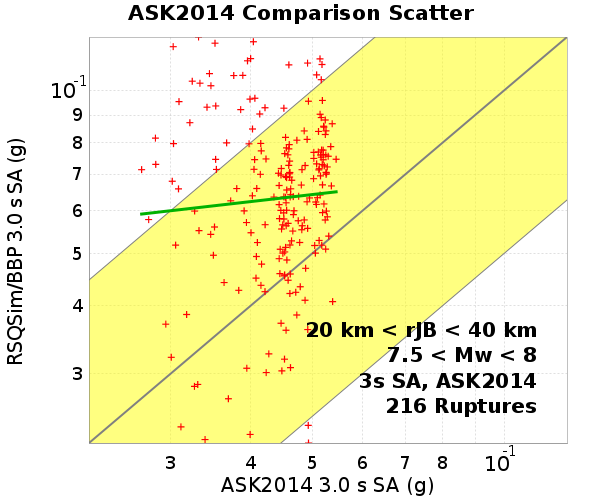 ASK2014 Comparison Scatter
RSQSim/BBP 3.0 s SA (g)
10⁻¹
9
8
7
6
5
4
3
20 km < rJB < 40 km
7.5 < Mw < 8
3s SA, ASK2014
216 Ruptures
3 4 5 6 7 8 10⁻¹
ASK2014 3.0 s SA (g)